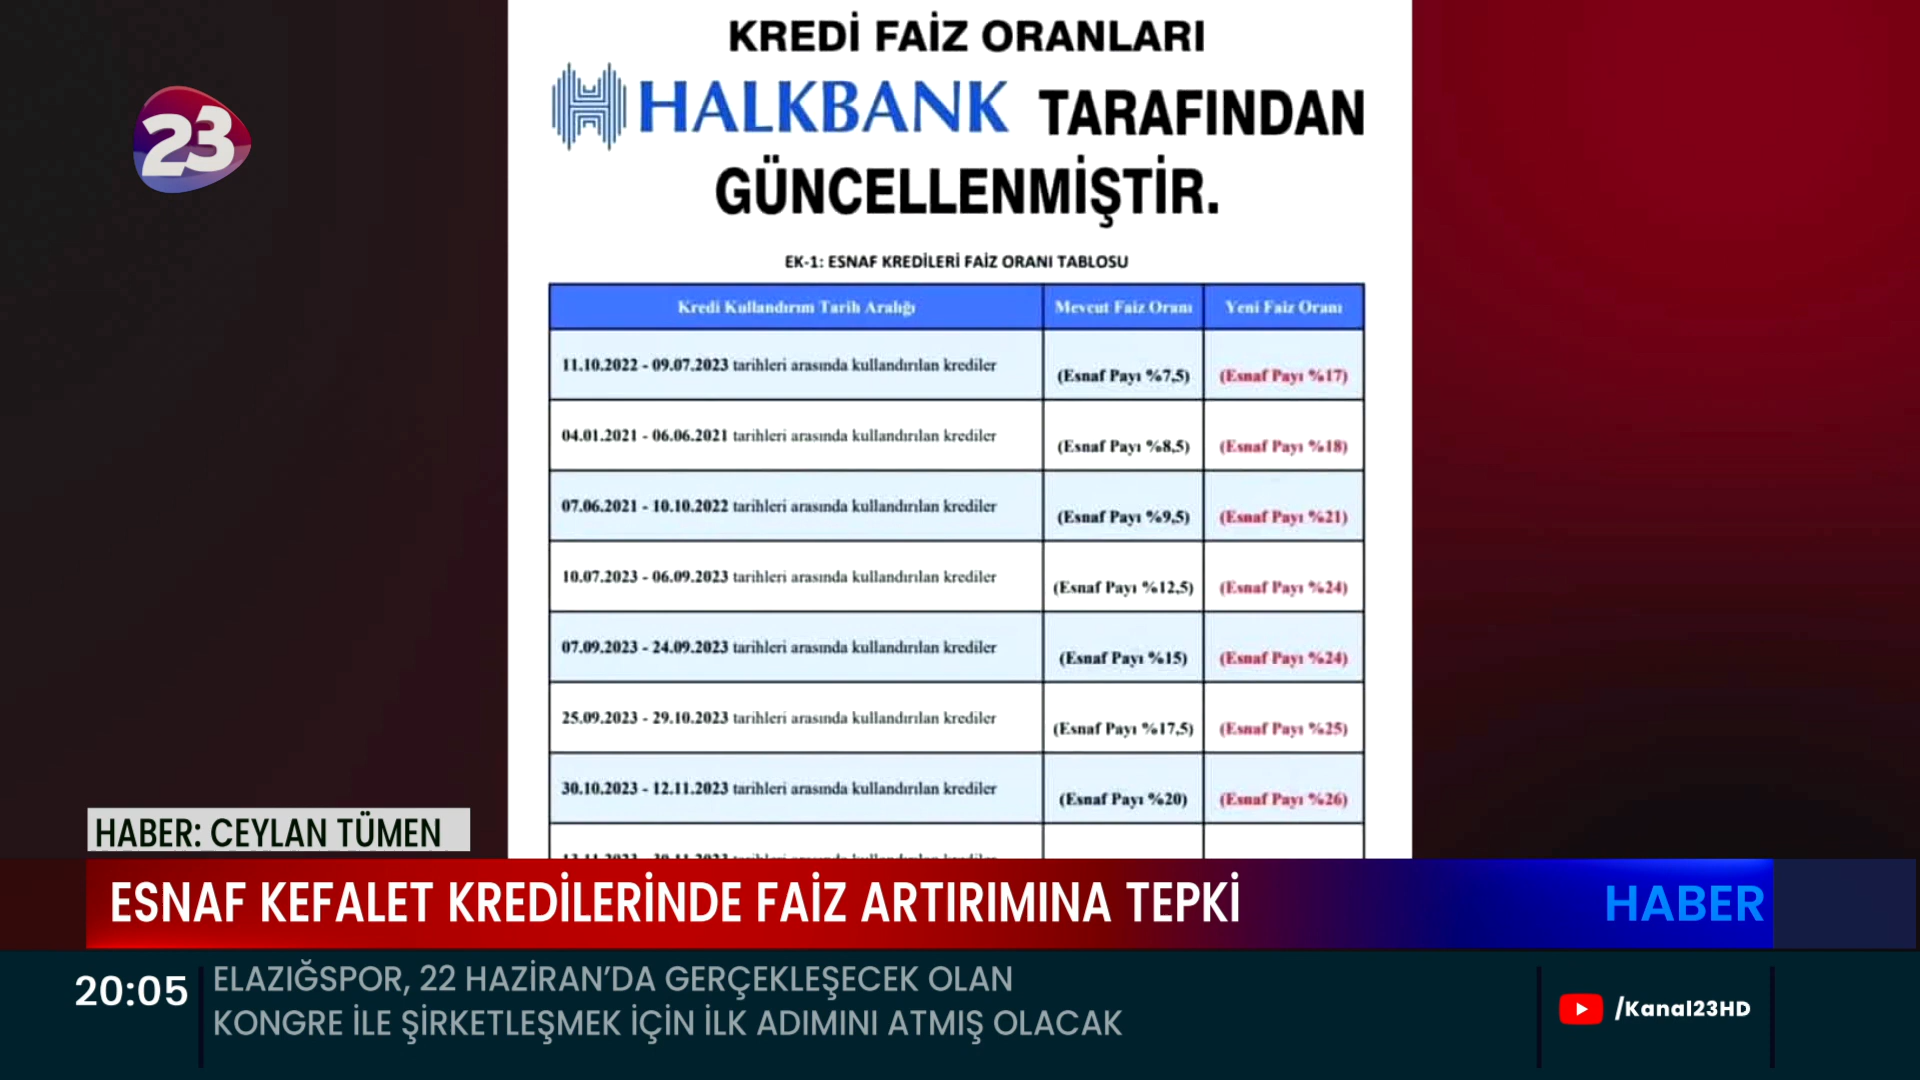 KREDİ FAİZ ORANLARI
HALKBANK TARAFINDAN
GÜNCELLENMİŞTİR.
23
EK-1: ESNAF KREDİLERİ FAİZ ORANI TABLOSU
Kredi Kullandırım Tarih Aralığı Mevcut Faiz Oranı Yeni Faiz Oranı
11.10.2022 - 09.07.2023 tarihleri arasında kullandırılan krediler (Esnaf Payı %7,5) (Esnaf Payı %17)
04.01.2021 - 06.06.2021 tarihleri arasında kullandırılan krediler (Esnaf Payı %8,5) (Esnaf Payı %18)
07.06.2021 - 10.10.2022 tarihleri arasında kullandırılan krediler (Esnaf Payı %9,5) (Esnaf Payı %21)
10.07.2023 - 06.09.2023 tarihleri arasında kullandırılan krediler (Esnaf Payı %12,5) (Esnaf Payı %24)
07.09.2023 - 24.09.2023 tarihleri arasında kullandırılan krediler (Esnaf Payı %15) (Esnaf Payı %24)
25.09.2023 - 29.10.2023 tarihleri arasında kullandırılan krediler (Esnaf Payı %17,5) (Esnaf Payı %25)
30.10.2023 - 12.11.2023 tarihleri arasında kullandırılan krediler (Esnaf Payı %20) (Esnaf Payı %26)
HABER: CEYLAN TÜMEN
ESNAF KEFALET KREDİLERİNDE FAİZ ARTIRIMINA TEPKİ
HABER
20:05
ELAZIĞSPOR, 22 HAZİRAN’DA GERÇEKLEŞECEK OLAN
KONGRE İLE ŞİRKETLEŞMEK İÇİN İLK ADIMINI ATMIŞ OLACAK
/Kanal23HD